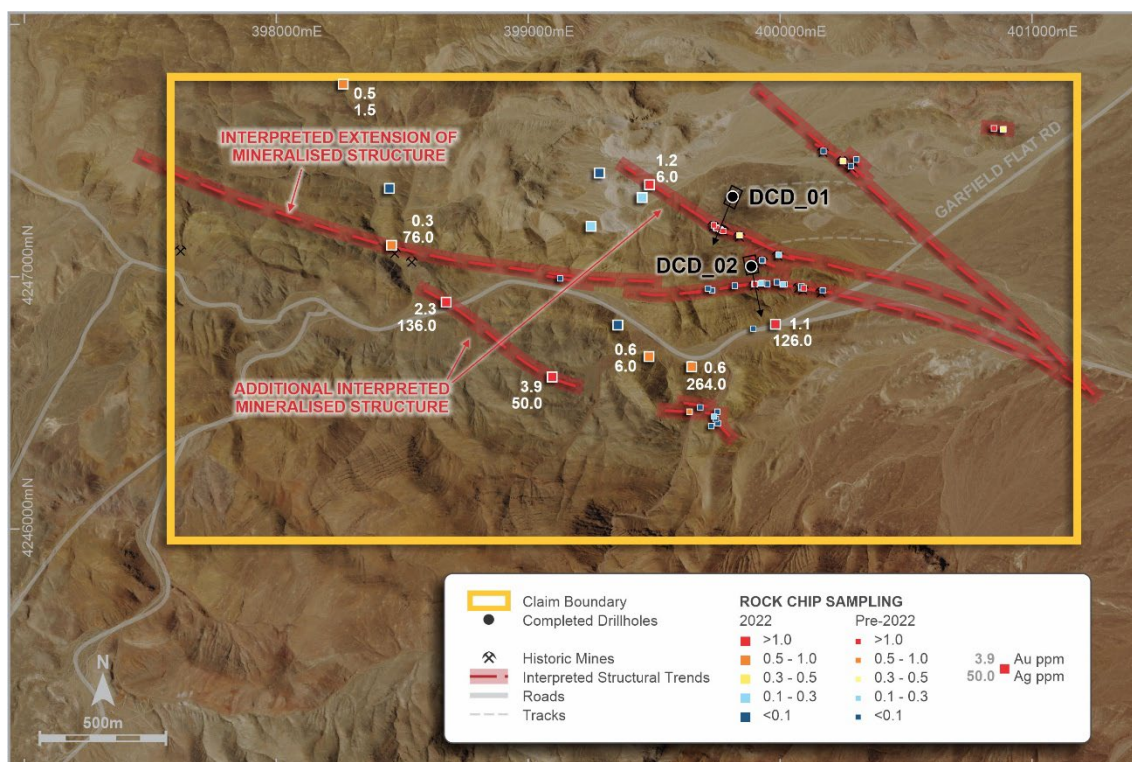 398000mE
399000mE
400000mE
401000mE
4247000mN
4246000mN
0.5
1.5
INTERPRETED EXTENSION OF
MINERALISED STRUCTURE
1.2
6.0
DCD_01
GARFIELD FLAT RD
0.3
76.0
DCD_02
2.3
136.0
1.1
126.0
0.6
6.0
0.6
264.0
ADDITIONAL INTERPRETED
MINERALISED STRUCTURE
3.9
50.0
N
500m
Claim Boundary
Completed Drillholes
Historic Mines
Interpreted Structural Trends
Roads
Tracks
ROCK CHIP SAMPLING
2022
>1.0
0.5 - 1.0
0.3 - 0.5
0.1 - 0.3
<0.1
Pre-2022
>1.0
0.5 - 1.0
0.3 - 0.5
0.1 - 0.3
<0.1
3.9 Au ppm
50.0 Ag ppm